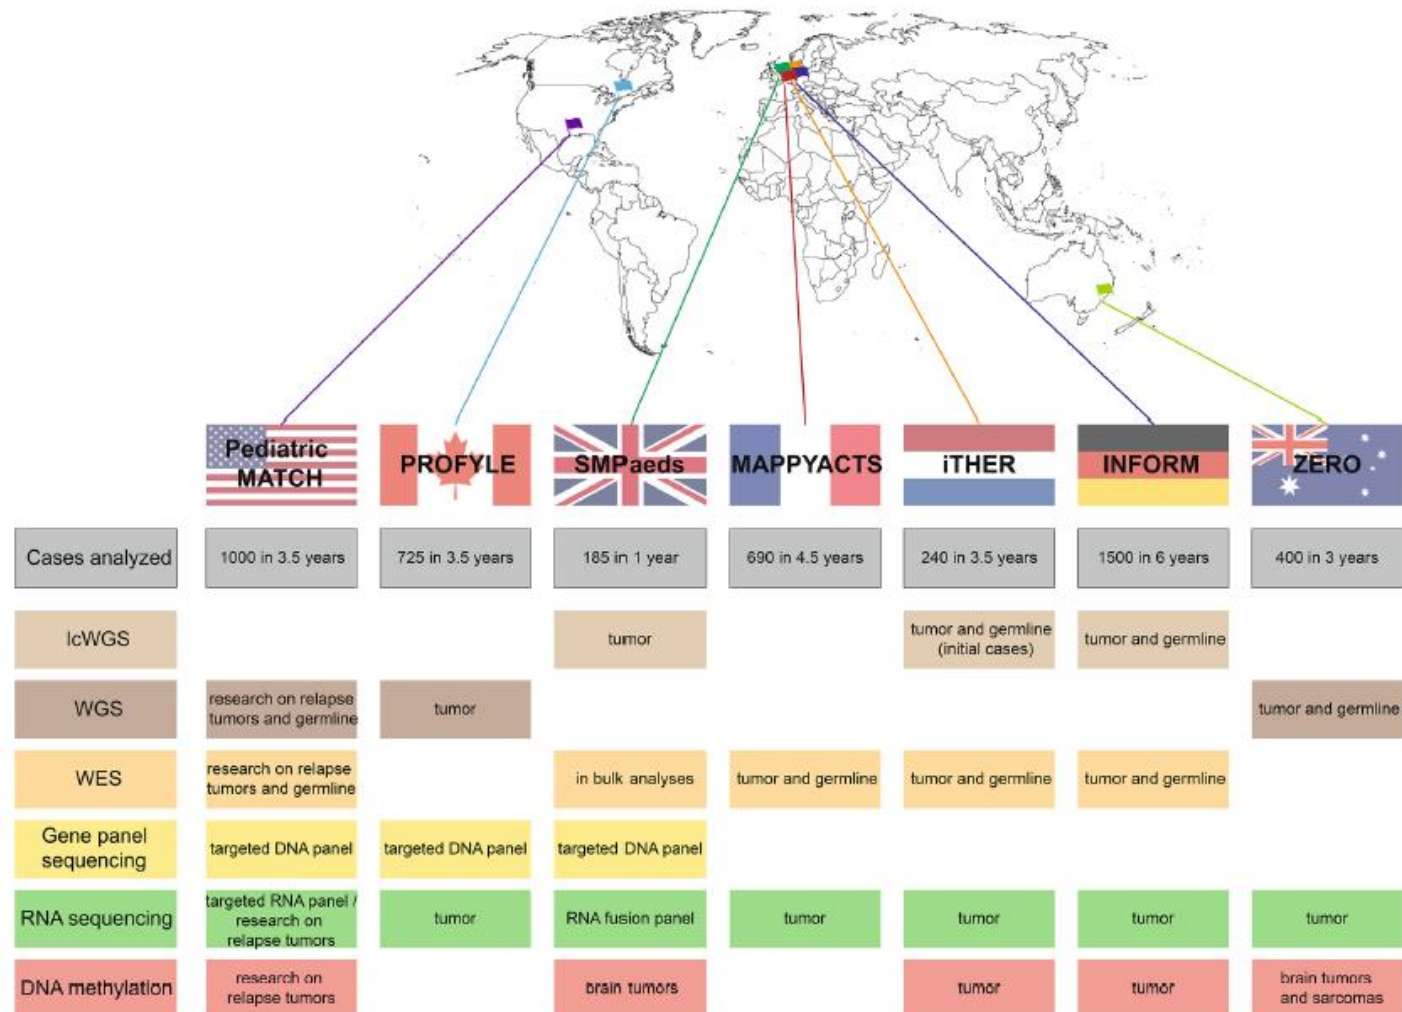 Pediatric
MATCH
PROFYLE
SMPaeds
MAPPYACTS
iTHER
INFORM
ZERO
Cases analyzed
1000 in 3.5 years
725 in 3.5 years
185 in 1 year
690 in 4.5 years
240 in 3.5 years
1500 in 6 years
400 in 3 years
lcWGS
tumor
tumor and germline
(initial cases)
tumor and germline
WGS
research on relapse
tumors and germline
tumor
tumor and germline
WES
research on relapse
tumors and germline
in bulk analyses
tumor and germline
tumor and germline
tumor and germline
Gene panel
sequencing
targeted DNA panel
targeted DNA panel
targeted DNA panel
RNA sequencing
targeted RNA panel /
research on
relapse tumors
tumor
RNA fusion panel
tumor
tumor
tumor
tumor
DNA methylation
research on
relapse tumors
brain tumors
tumor
tumor
brain tumors
and sarcomas